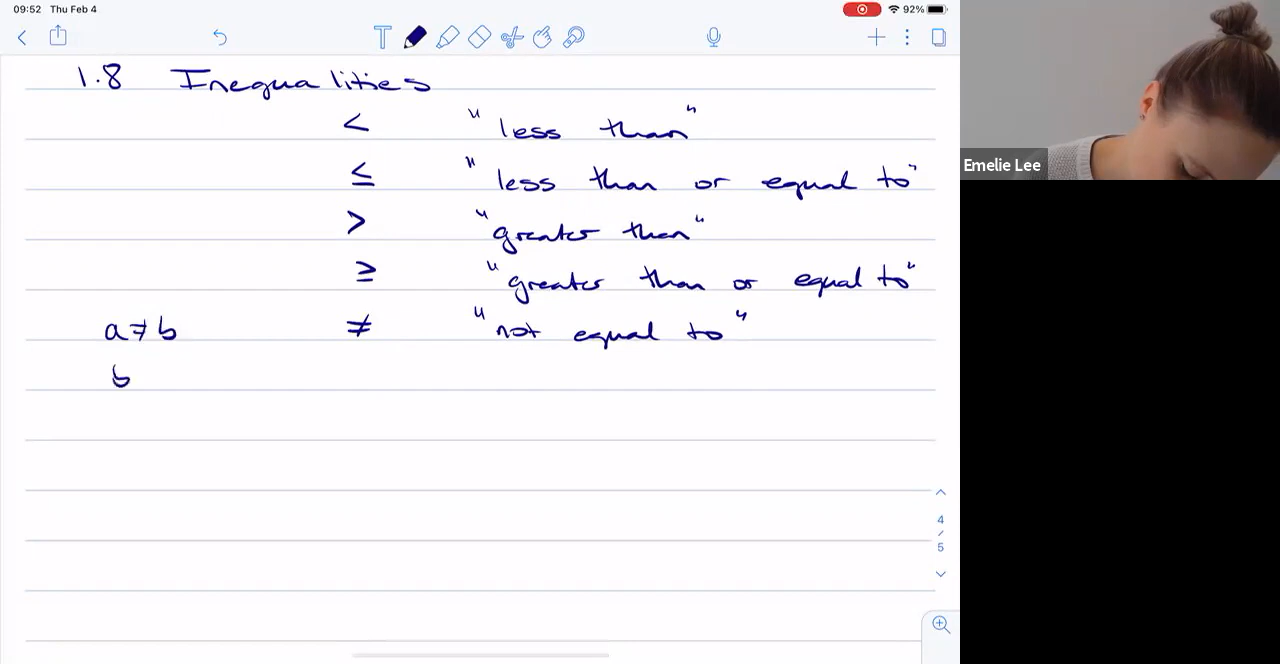 09:52 Thu Feb 4 92%
T
1.8 Inequalities
< "less than"
≤ "less than or equal to"
> "greater than"
≥ "greater than or equal to"
a≠b ≠ "not equal to"
b
4
/
5
Emelie Lee